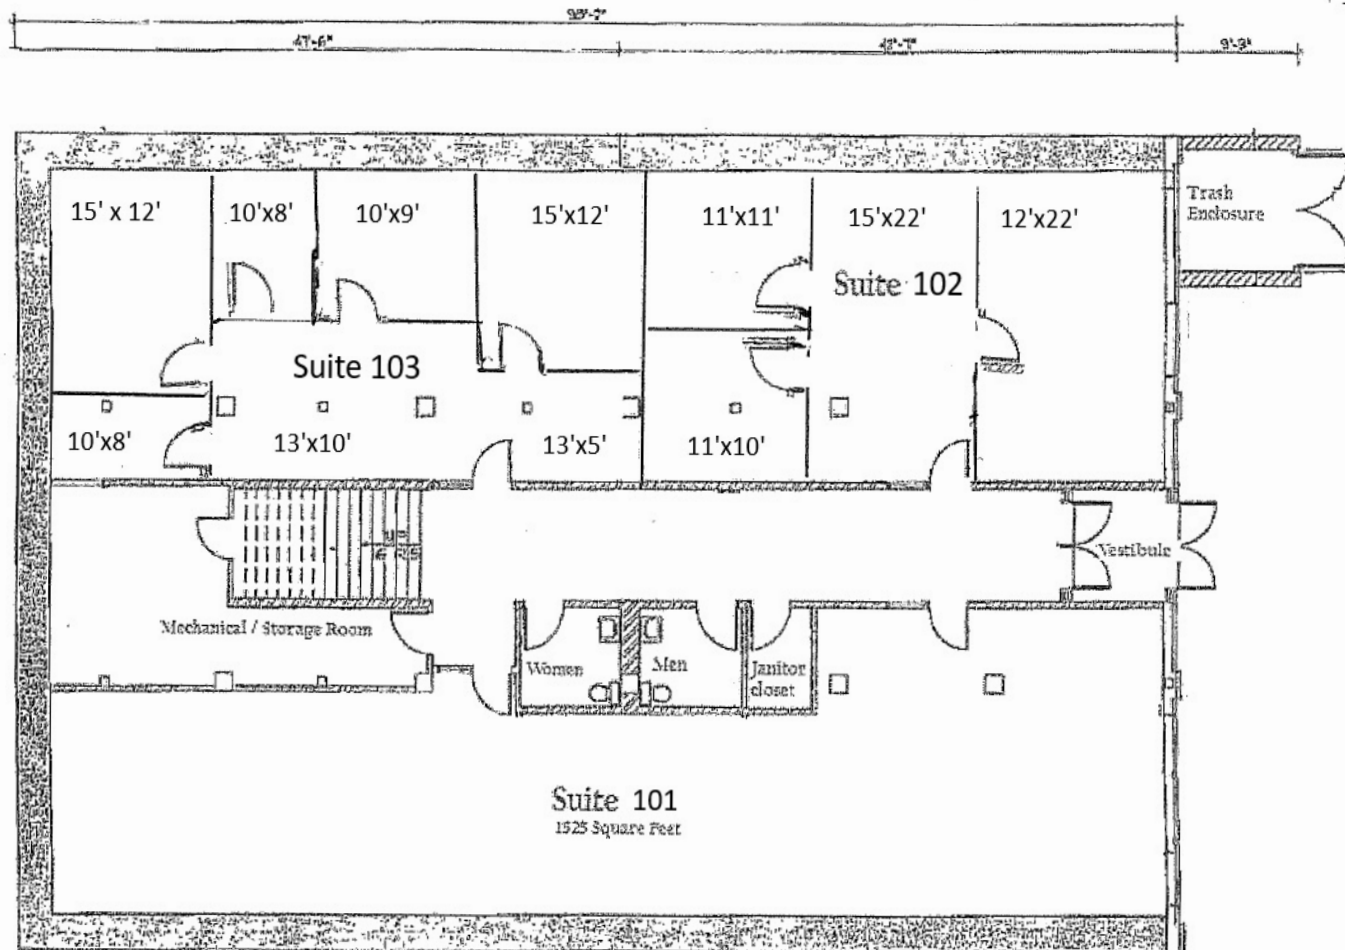 9'-3"
15' x 12'
10'x8'
10'x9'
15'x12'
11'x11'
15'x22'
12'x22'
Trash
Enclosure
Suite 102
Suite 103
10'x8'
13'x10'
13'x5'
11'x10'
Vestibule
Mechanical / Storage Room
Women
Men
Janitor
closet
Suite 101
1525 Square Feet